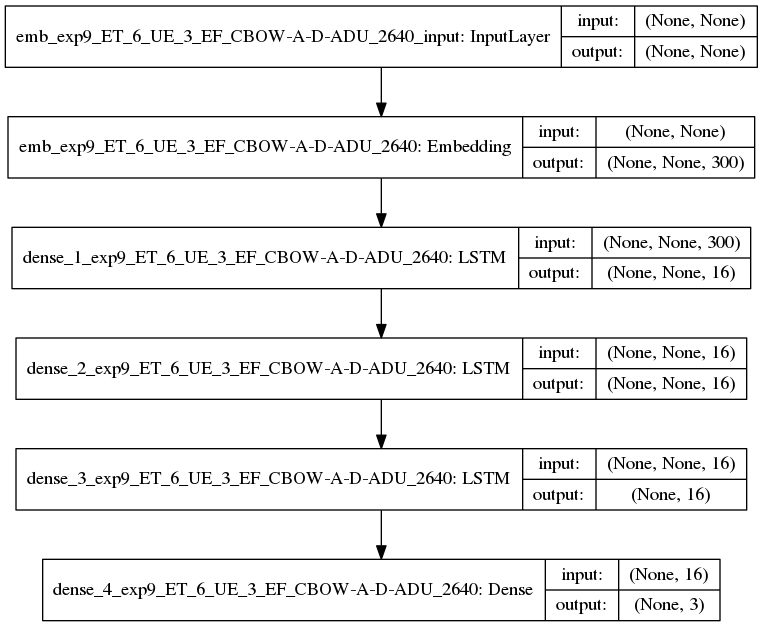 emb_exp9_ET_6_UE_3_EF_CBOW-A-D-ADU_2640_input: InputLayer
input: (None, None)
output: (None, None)
emb_exp9_ET_6_UE_3_EF_CBOW-A-D-ADU_2640: Embedding
input: (None, None)
output: (None, None, 300)
dense_1_exp9_ET_6_UE_3_EF_CBOW-A-D-ADU_2640: LSTM
input: (None, None, 300)
output: (None, None, 16)
dense_2_exp9_ET_6_UE_3_EF_CBOW-A-D-ADU_2640: LSTM
input: (None, None, 16)
output: (None, None, 16)
dense_3_exp9_ET_6_UE_3_EF_CBOW-A-D-ADU_2640: LSTM
input: (None, None, 16)
output: (None, 16)
dense_4_exp9_ET_6_UE_3_EF_CBOW-A-D-ADU_2640: Dense
input: (None, 16)
output: (None, 3)